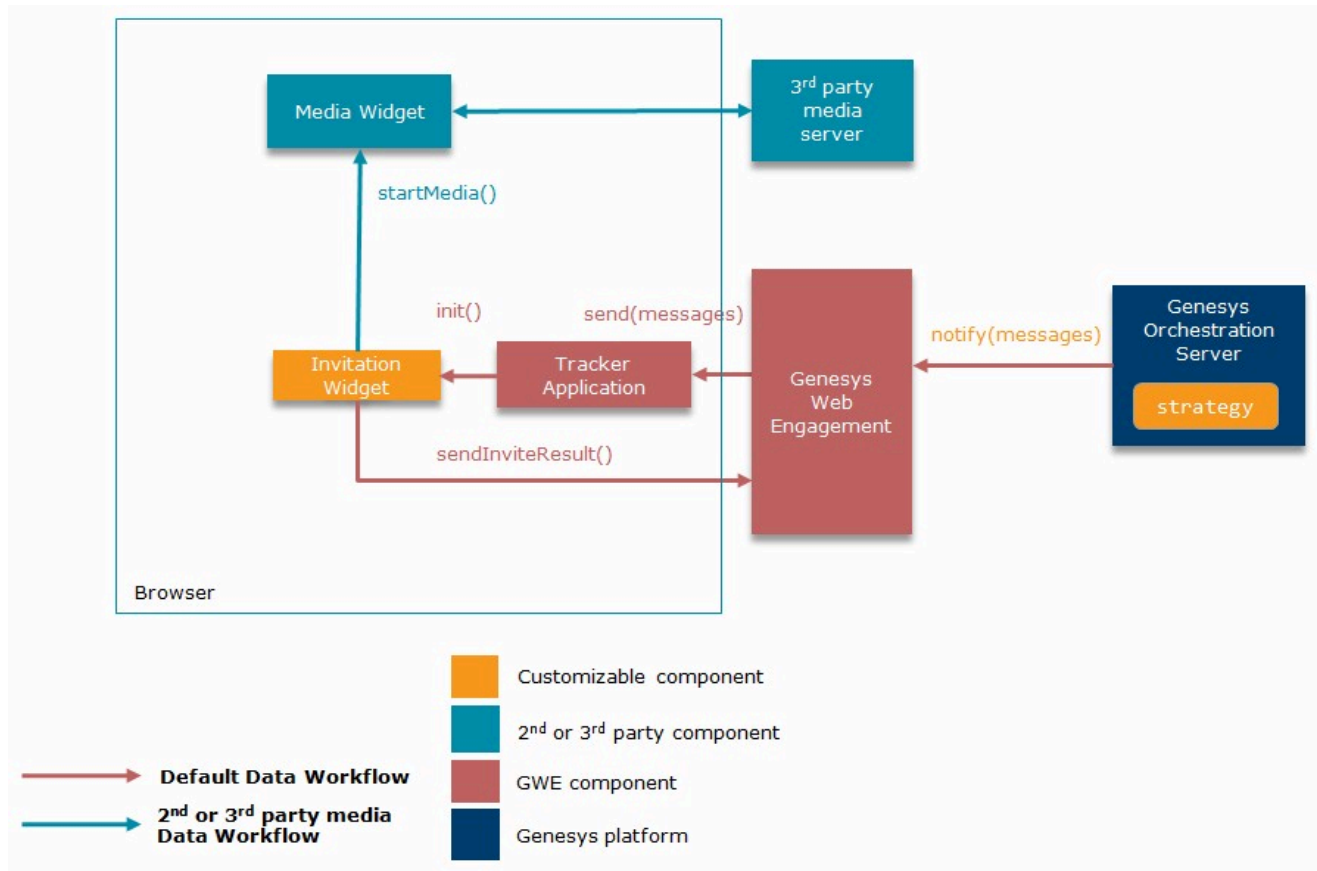 Media Widget
3rd party
media
server
startMedia()
init()
send(messages)
notify(messages)
Genesys
Orchestration
Server
strategy
Invitation
Widget
Tracker
Application
Genesys
Web
Engagement
sendInviteResult()
Browser
Customizable component
2nd or 3rd party component
GWE component
Genesys platform
Default Data Workflow
2nd or 3rd party media
Data Workflow